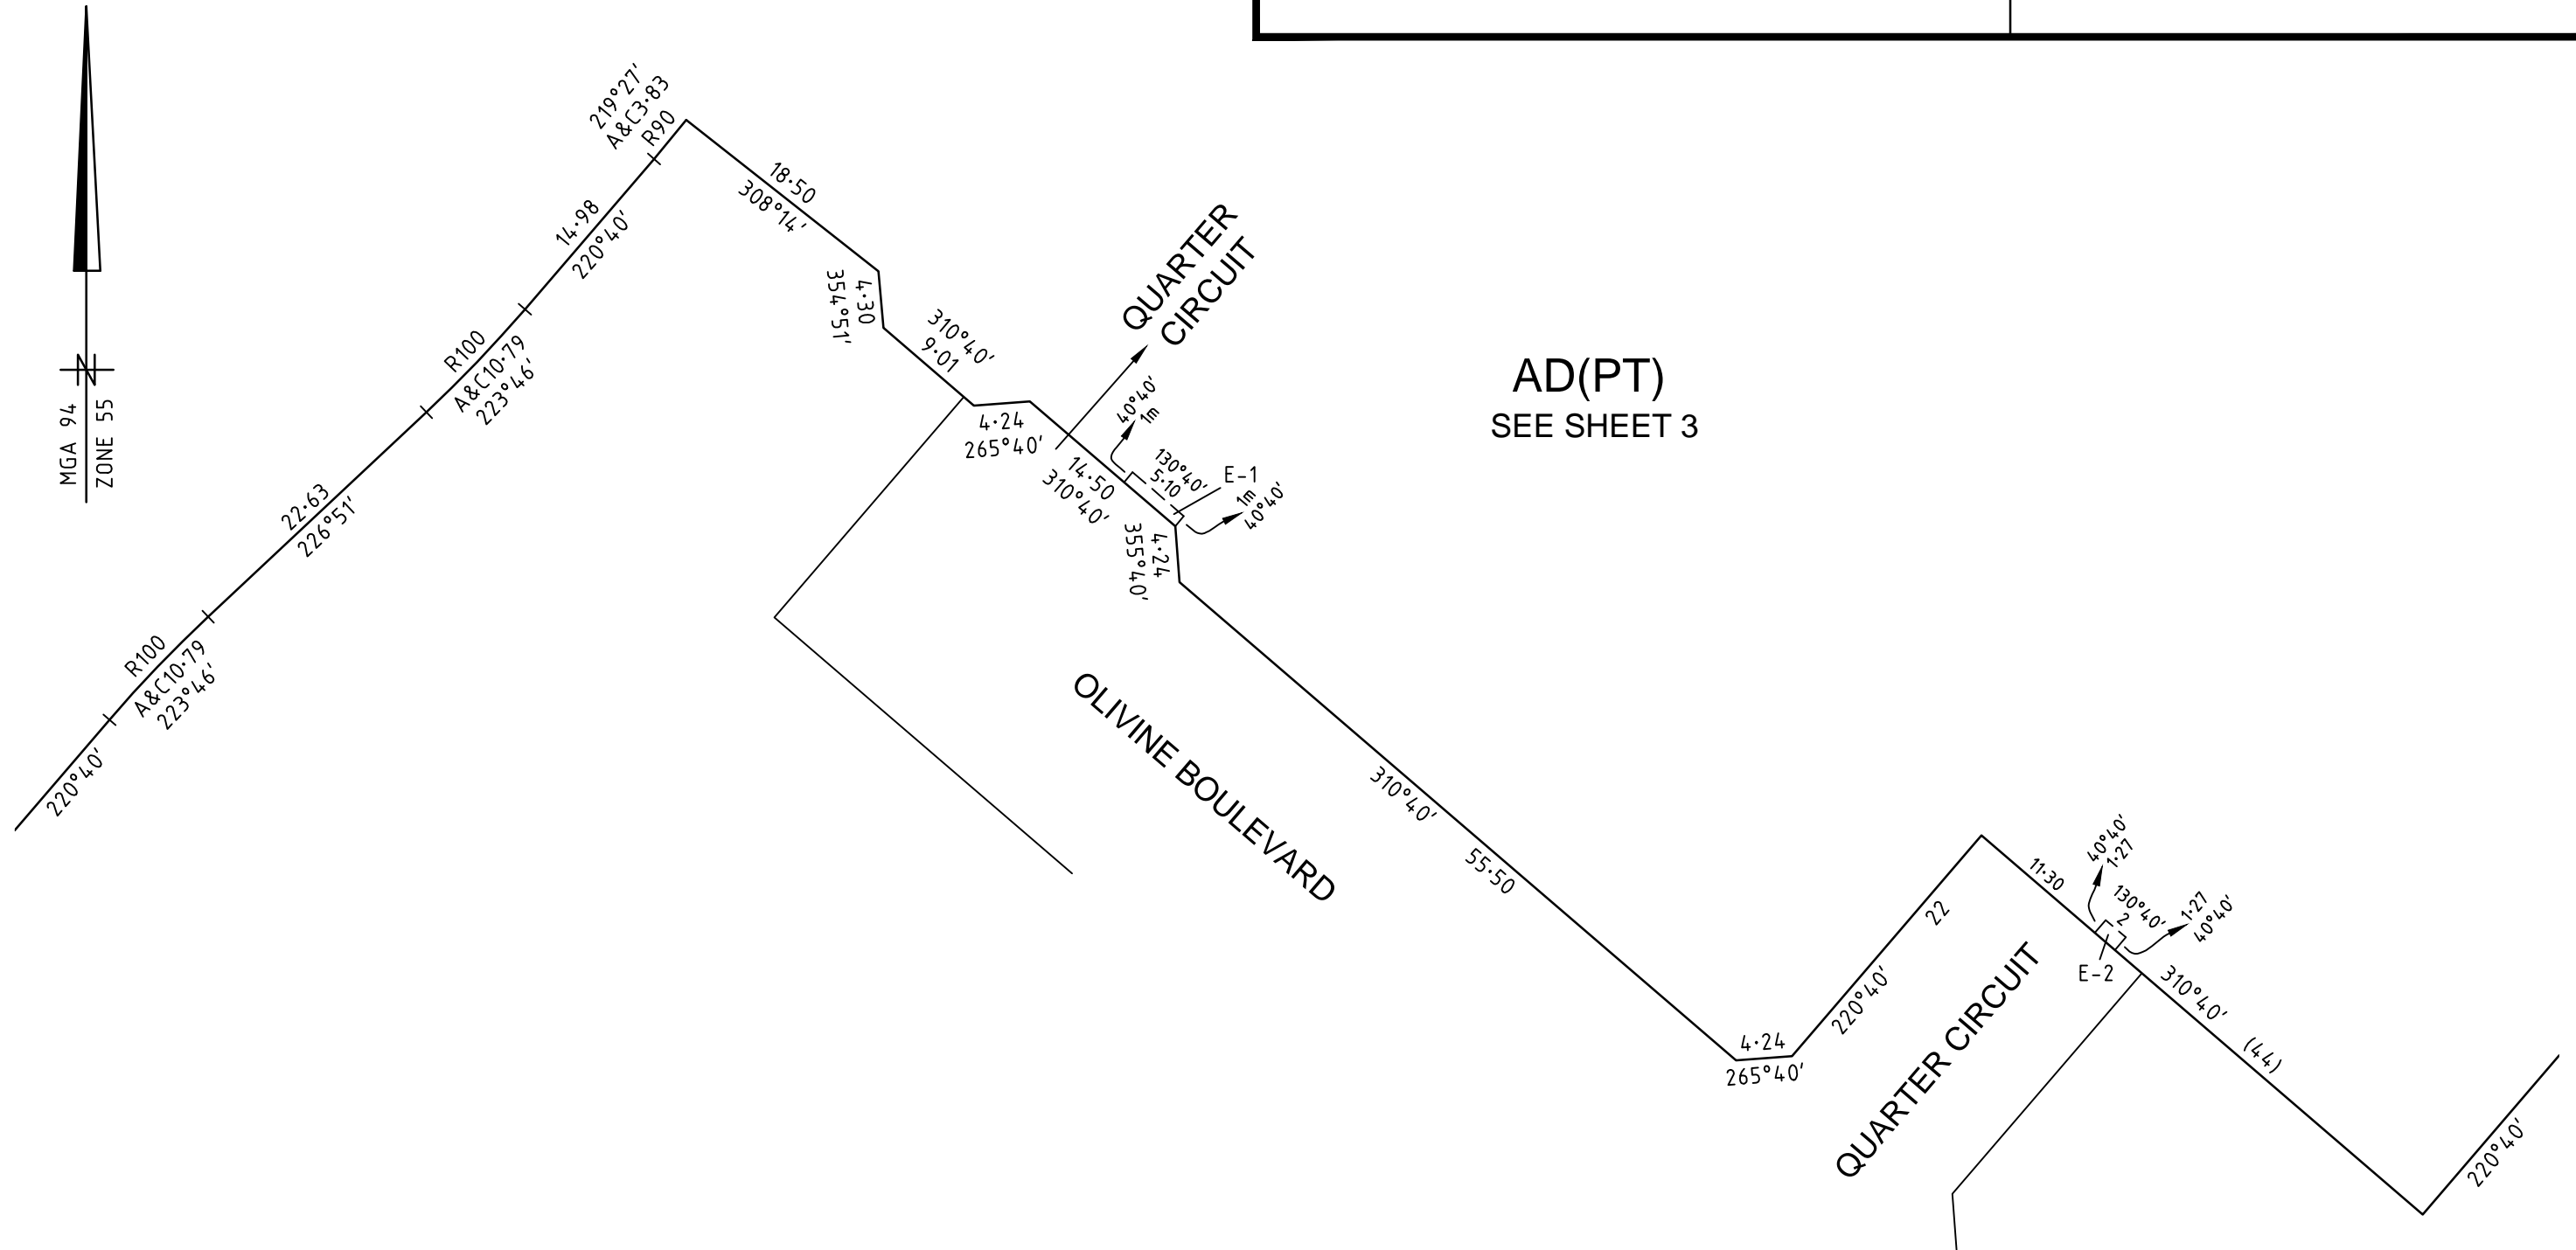 219°27'
A&C3·83
R90
18·50
308°14'
14·98
220°40'
354°51'
4·30
310°40'
9·01
QUARTER
CIRCUIT
R100
A&C10·79
223°46'
MGA 94
ZONE 55
N
4·24
265°40'
40°40'
1m
14·50
310°40'
130°40'
5·10
E-1
1m
40°40'
AD(PT)
SEE SHEET 3
22·63
226°51'
4·24
355°40'
R100
A&C10·79
223°46'
220°40'
OLIVINE BOULEVARD
310°40'
55·50
4·24
265°40'
220°40'
22
11·30
40°40'
1·27
130°40'
2
1·27
40°40'
E-2
QUARTER CIRCUIT
310°40'
(44)
220°40'